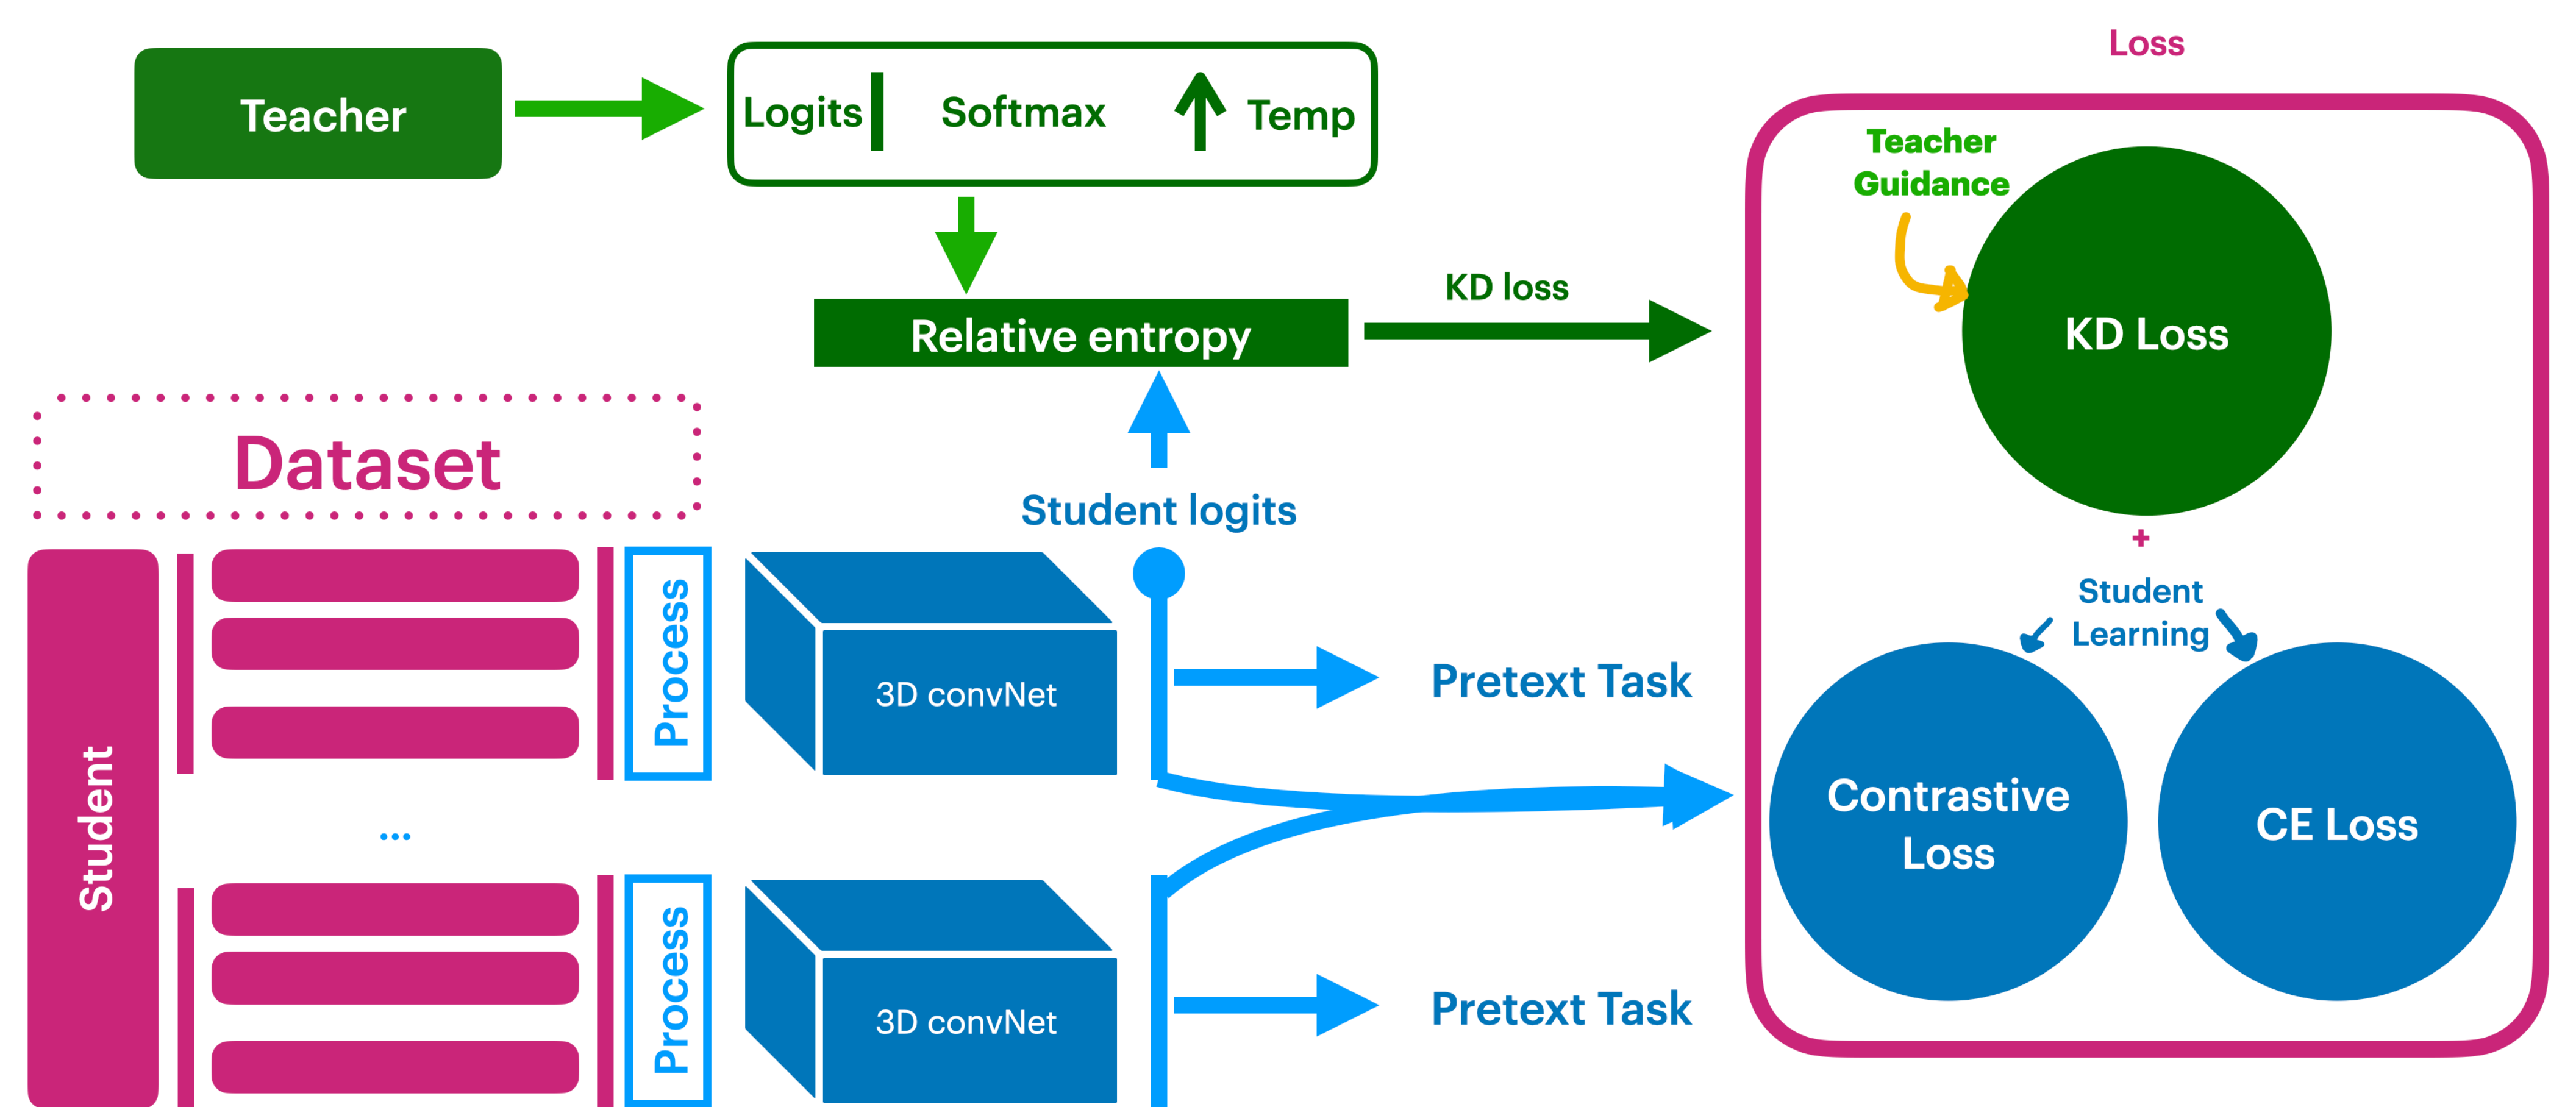 Teacher
Logits
Softmax
Temp
Relative entropy
KD loss
Dataset
Student logits
Student
Process
3D convNet
Pretext Task
...
Process
3D convNet
Pretext Task
Loss
Teacher
Guidance
KD Loss
+
Student
Learning
Contrastive
Loss
CE Loss